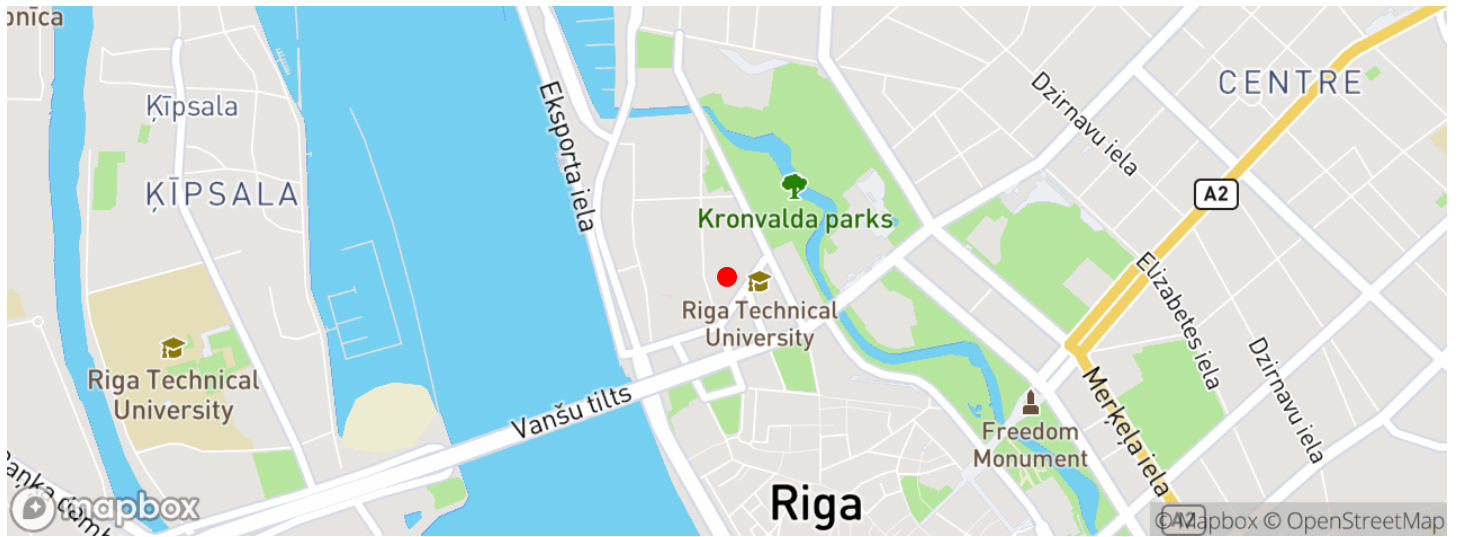 onīca
Ķīpsala
ĶĪPSALA
Eksporta iela
Kronvalda parks
CENTRE
Dzirnavu iela
A2
Elizabetes iela
Dzirnavu iela
Riga Technical
University
Riga Technical
University
Vanšu tilts
Freedom
Monument
Merķeļa iela
Riga
A2
mapbox
© Mapbox © OpenStreetMap